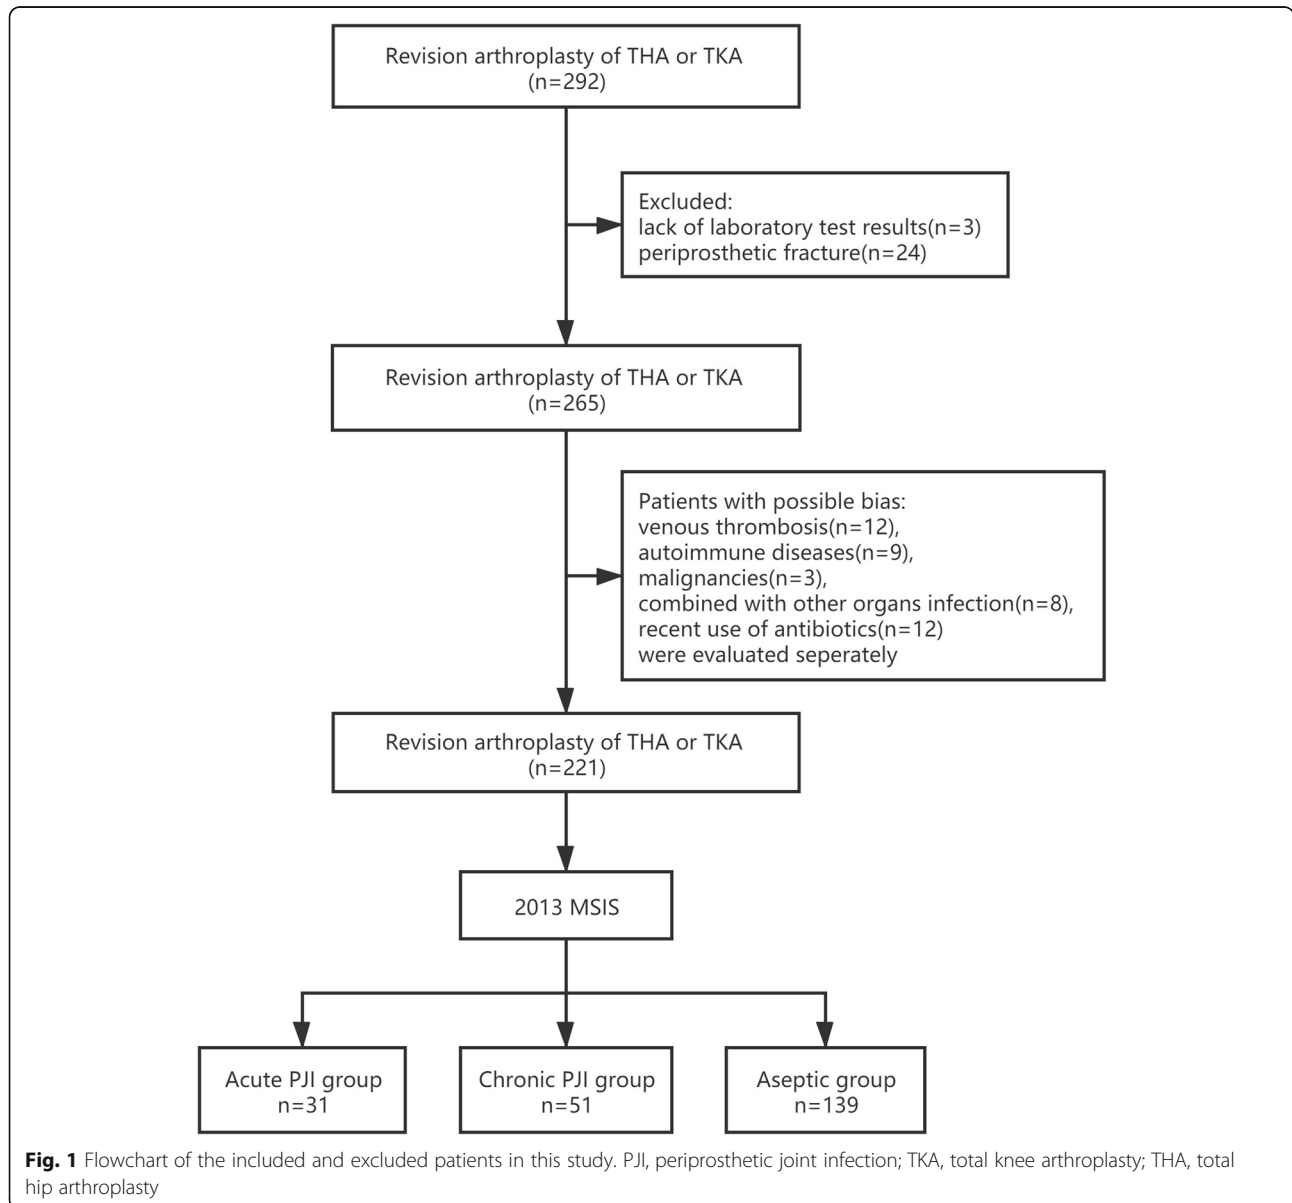 Revision arthroplasty of THA or TKA
(n=292)
Excluded:
lack of laboratory test results(n=3)
periprosthetic fracture(n=24)
Revision arthroplasty of THA or TKA
(n=265)
Patients with possible bias:
venous thrombosis(n=12),
autoimmune diseases(n=9),
malignancies(n=3),
combined with other organs infection(n=8),
recent use of antibiotics(n=12)
were evaluated seperately
Revision arthroplasty of THA or TKA
(n=221)
2013 MSIS
Acute PJI group
n=31
Chronic PJI group
n=51
Aseptic group
n=139
Fig. 1 Flowchart of the included and excluded patients in this study. PJI, periprosthetic joint infection; TKA, total knee arthroplasty; THA, total
hip arthroplasty